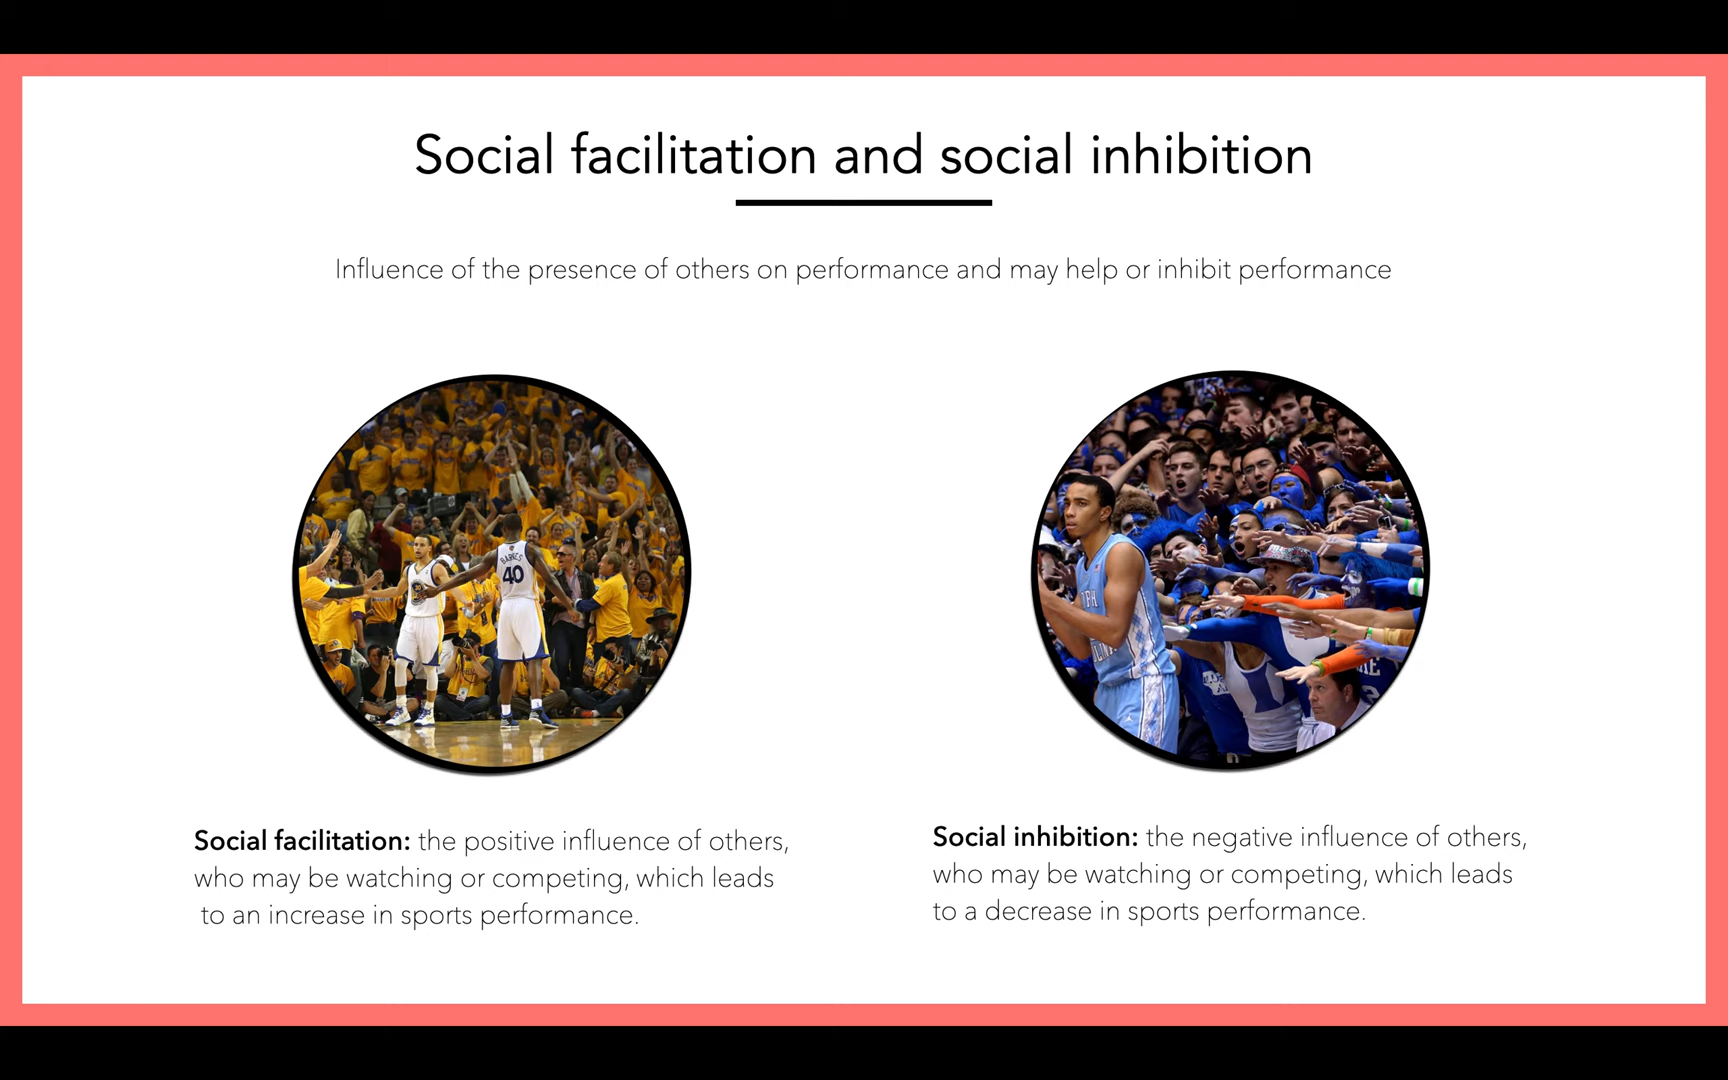 Social facilitation and social inhibition
Influence of the presence of others on performance and may help or inhibit performance
BARNES
40
Social facilitation: the positive influence of others,
who may be watching or competing, which leads
to an increase in sports performance.
Social inhibition: the negative influence of others,
who may be watching or competing, which leads
to a decrease in sports performance.